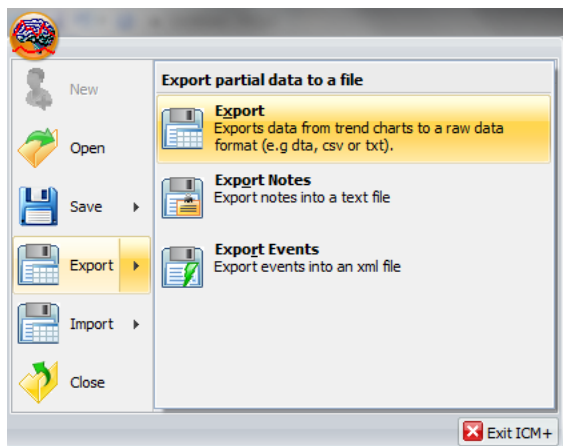 New
Open
Save
Export
Import
Close
Export partial data to a file
Export
Exports data from trend charts to a raw data
format (e.g dta, csv or txt).
Export Notes
Export notes into a text file
Export Events
Export events into an xml file
Exit ICM+